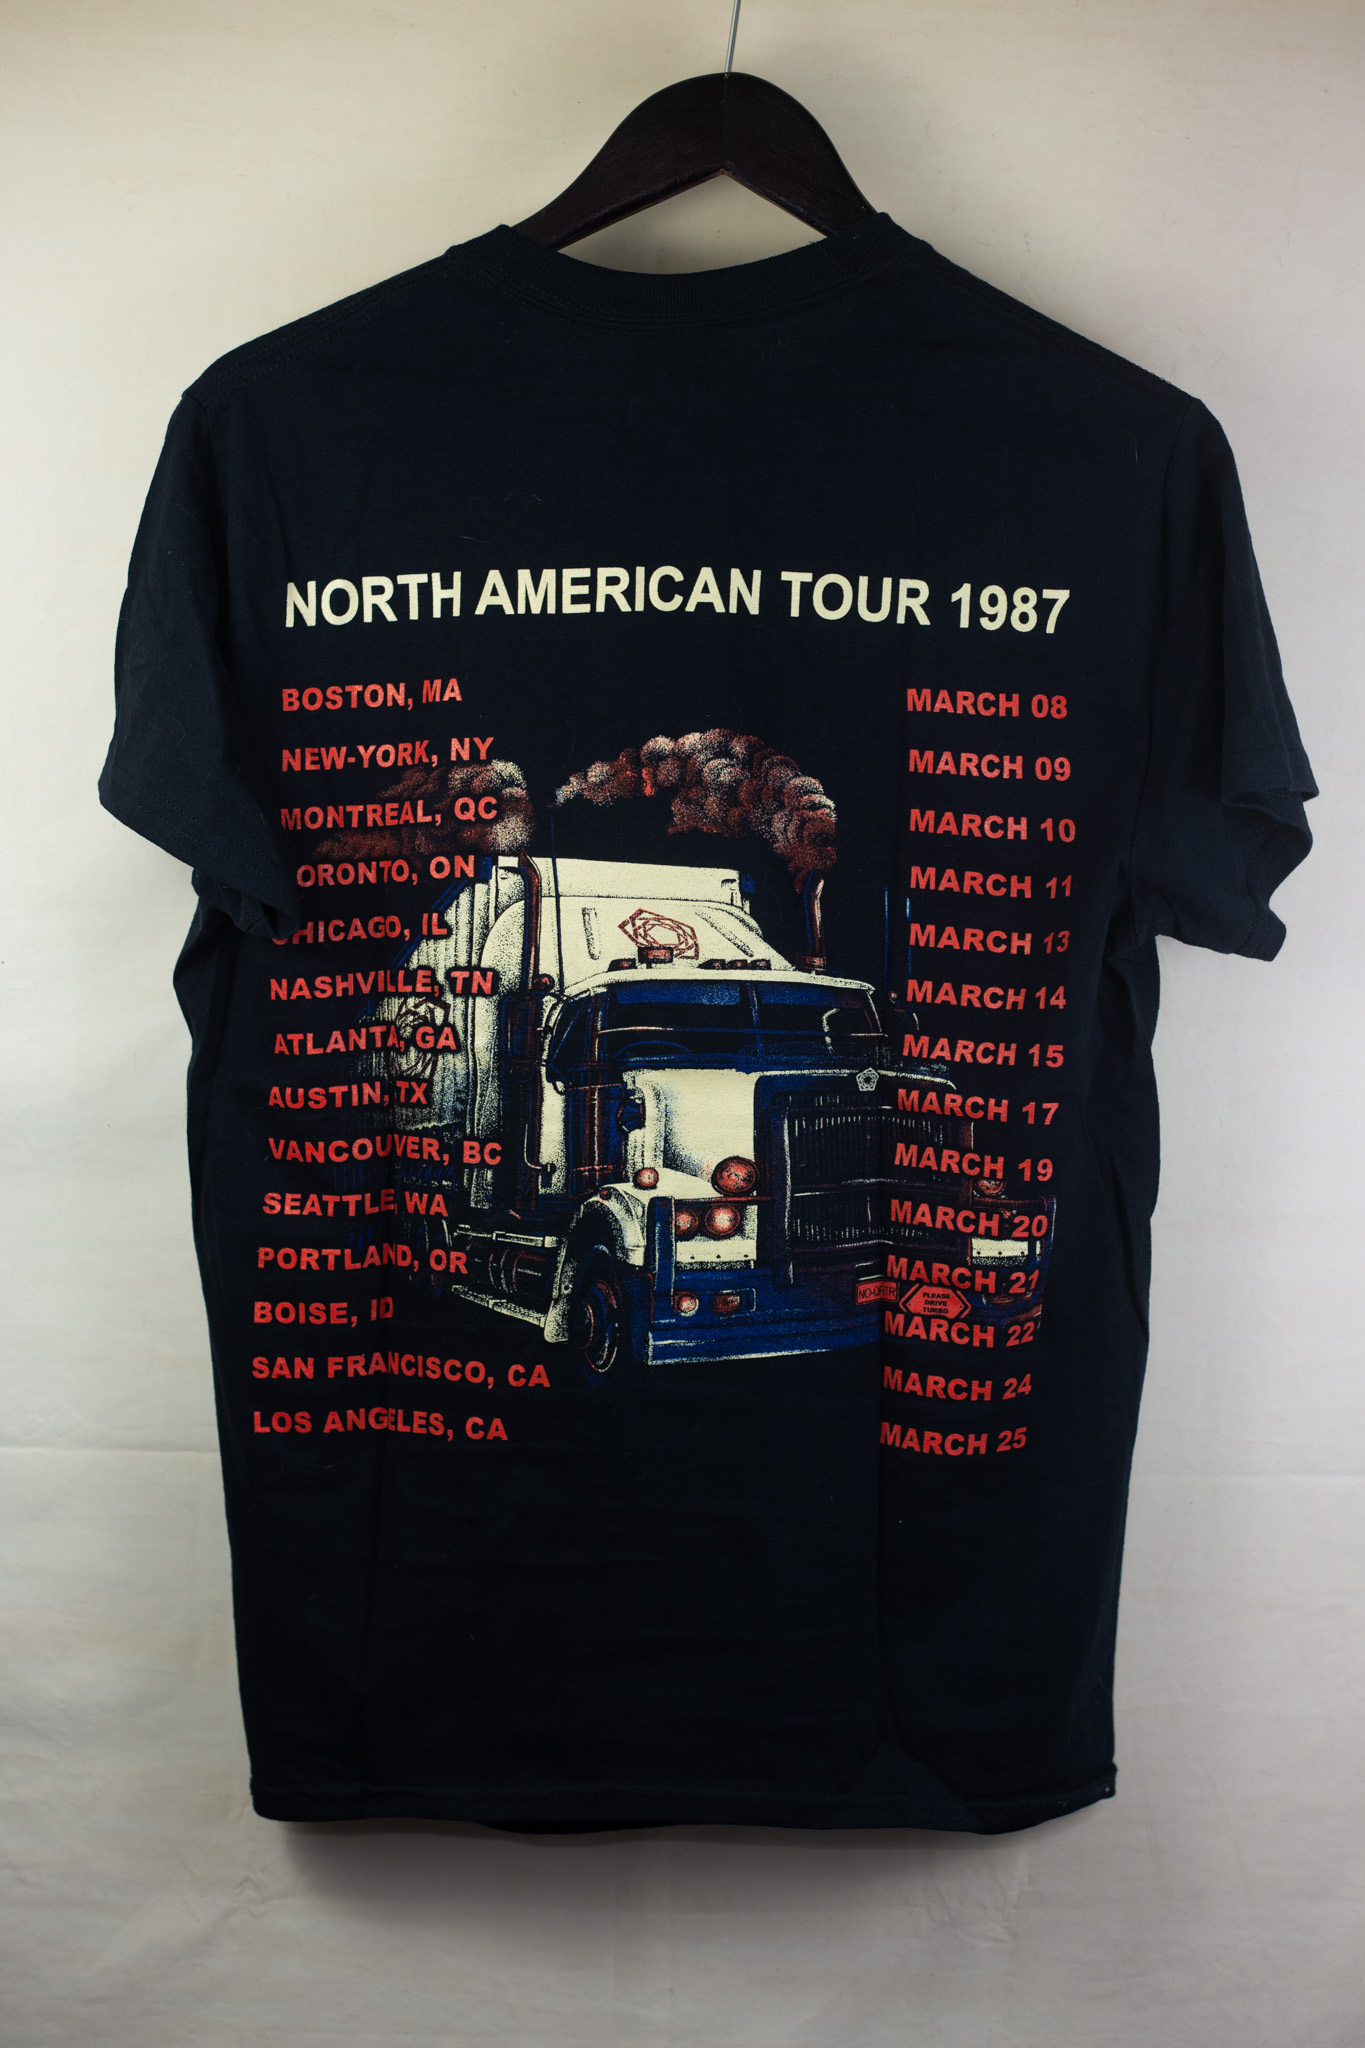 NORTH AMERICAN TOUR 1987
BOSTON, MA MARCH 08
NEW-YORK, NY MARCH 09
MONTREAL, QC MARCH 10
TORONTO, ON MARCH 11
CHICAGO, IL MARCH 13
NASHVILLE, TN MARCH 14
ATLANTA, GA MARCH 15
AUSTIN, TX MARCH 17
VANCOUVER, BC MARCH 19
SEATTLE, WA MARCH 20
PORTLAND, OR MARCH 21
BOISE, ID MARCH 22
SAN FRANCISCO, CA MARCH 24
LOS ANGELES, CA MARCH 25
PLEASE
DRIVE
TURBO